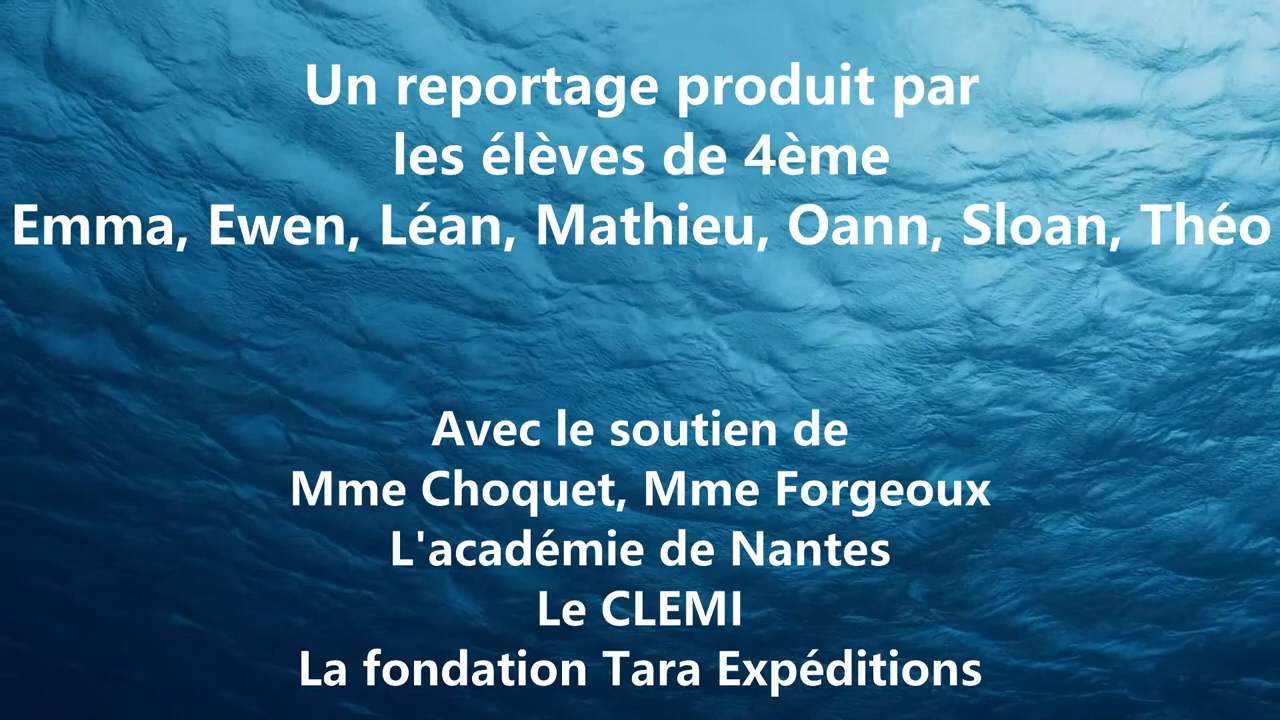 Un reportage produit par
les élèves de 4ème
Emma, Ewen, Léan, Mathieu, Oann, Sloan, Théo
Avec le soutien de
Mme Choquet, Mme Forgeoux
L'académie de Nantes
Le CLEMI
La fondation Tara Expéditions